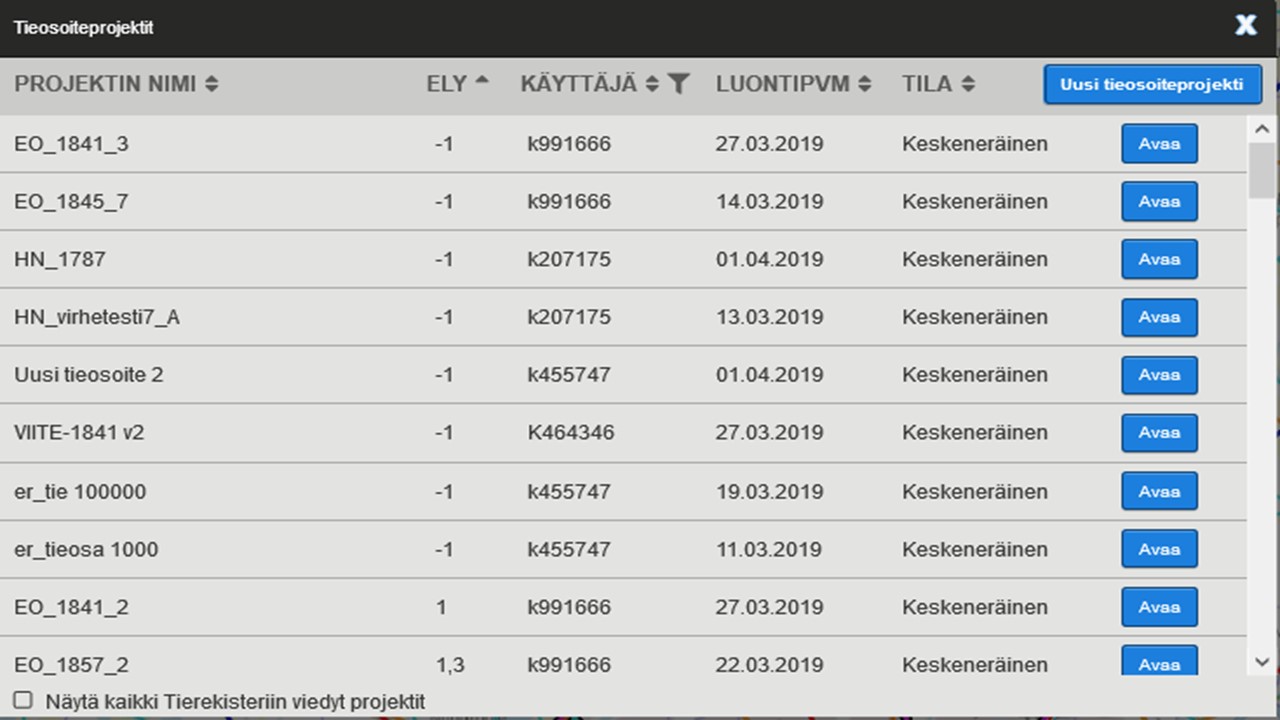 Tieosoiteprojektit X
PROJEKTIN NIMI ELY KÄYTTÄJÄ LUONTIPVM TILA Uusi tieosoiteprojekti
EO_1841_3 -1 k991666 27.03.2019 Keskeneräinen Avaa
EO_1845_7 -1 k991666 14.03.2019 Keskeneräinen Avaa
HN_1787 -1 k207175 01.04.2019 Keskeneräinen Avaa
HN_virhetesti7_A -1 k207175 13.03.2019 Keskeneräinen Avaa
Uusi tieosoite 2 -1 k455747 01.04.2019 Keskeneräinen Avaa
VIITE-1841 v2 -1 K464346 27.03.2019 Keskeneräinen Avaa
er_tie 100000 -1 k455747 19.03.2019 Keskeneräinen Avaa
er_tieosa 1000 -1 k455747 11.03.2019 Keskeneräinen Avaa
EO_1841_2 1 k991666 27.03.2019 Keskeneräinen Avaa
EO_1857_2 1,3 k991666 22.03.2019 Keskeneräinen Avaa
Näytä kaikki Tierekisteriin viedyt projektit